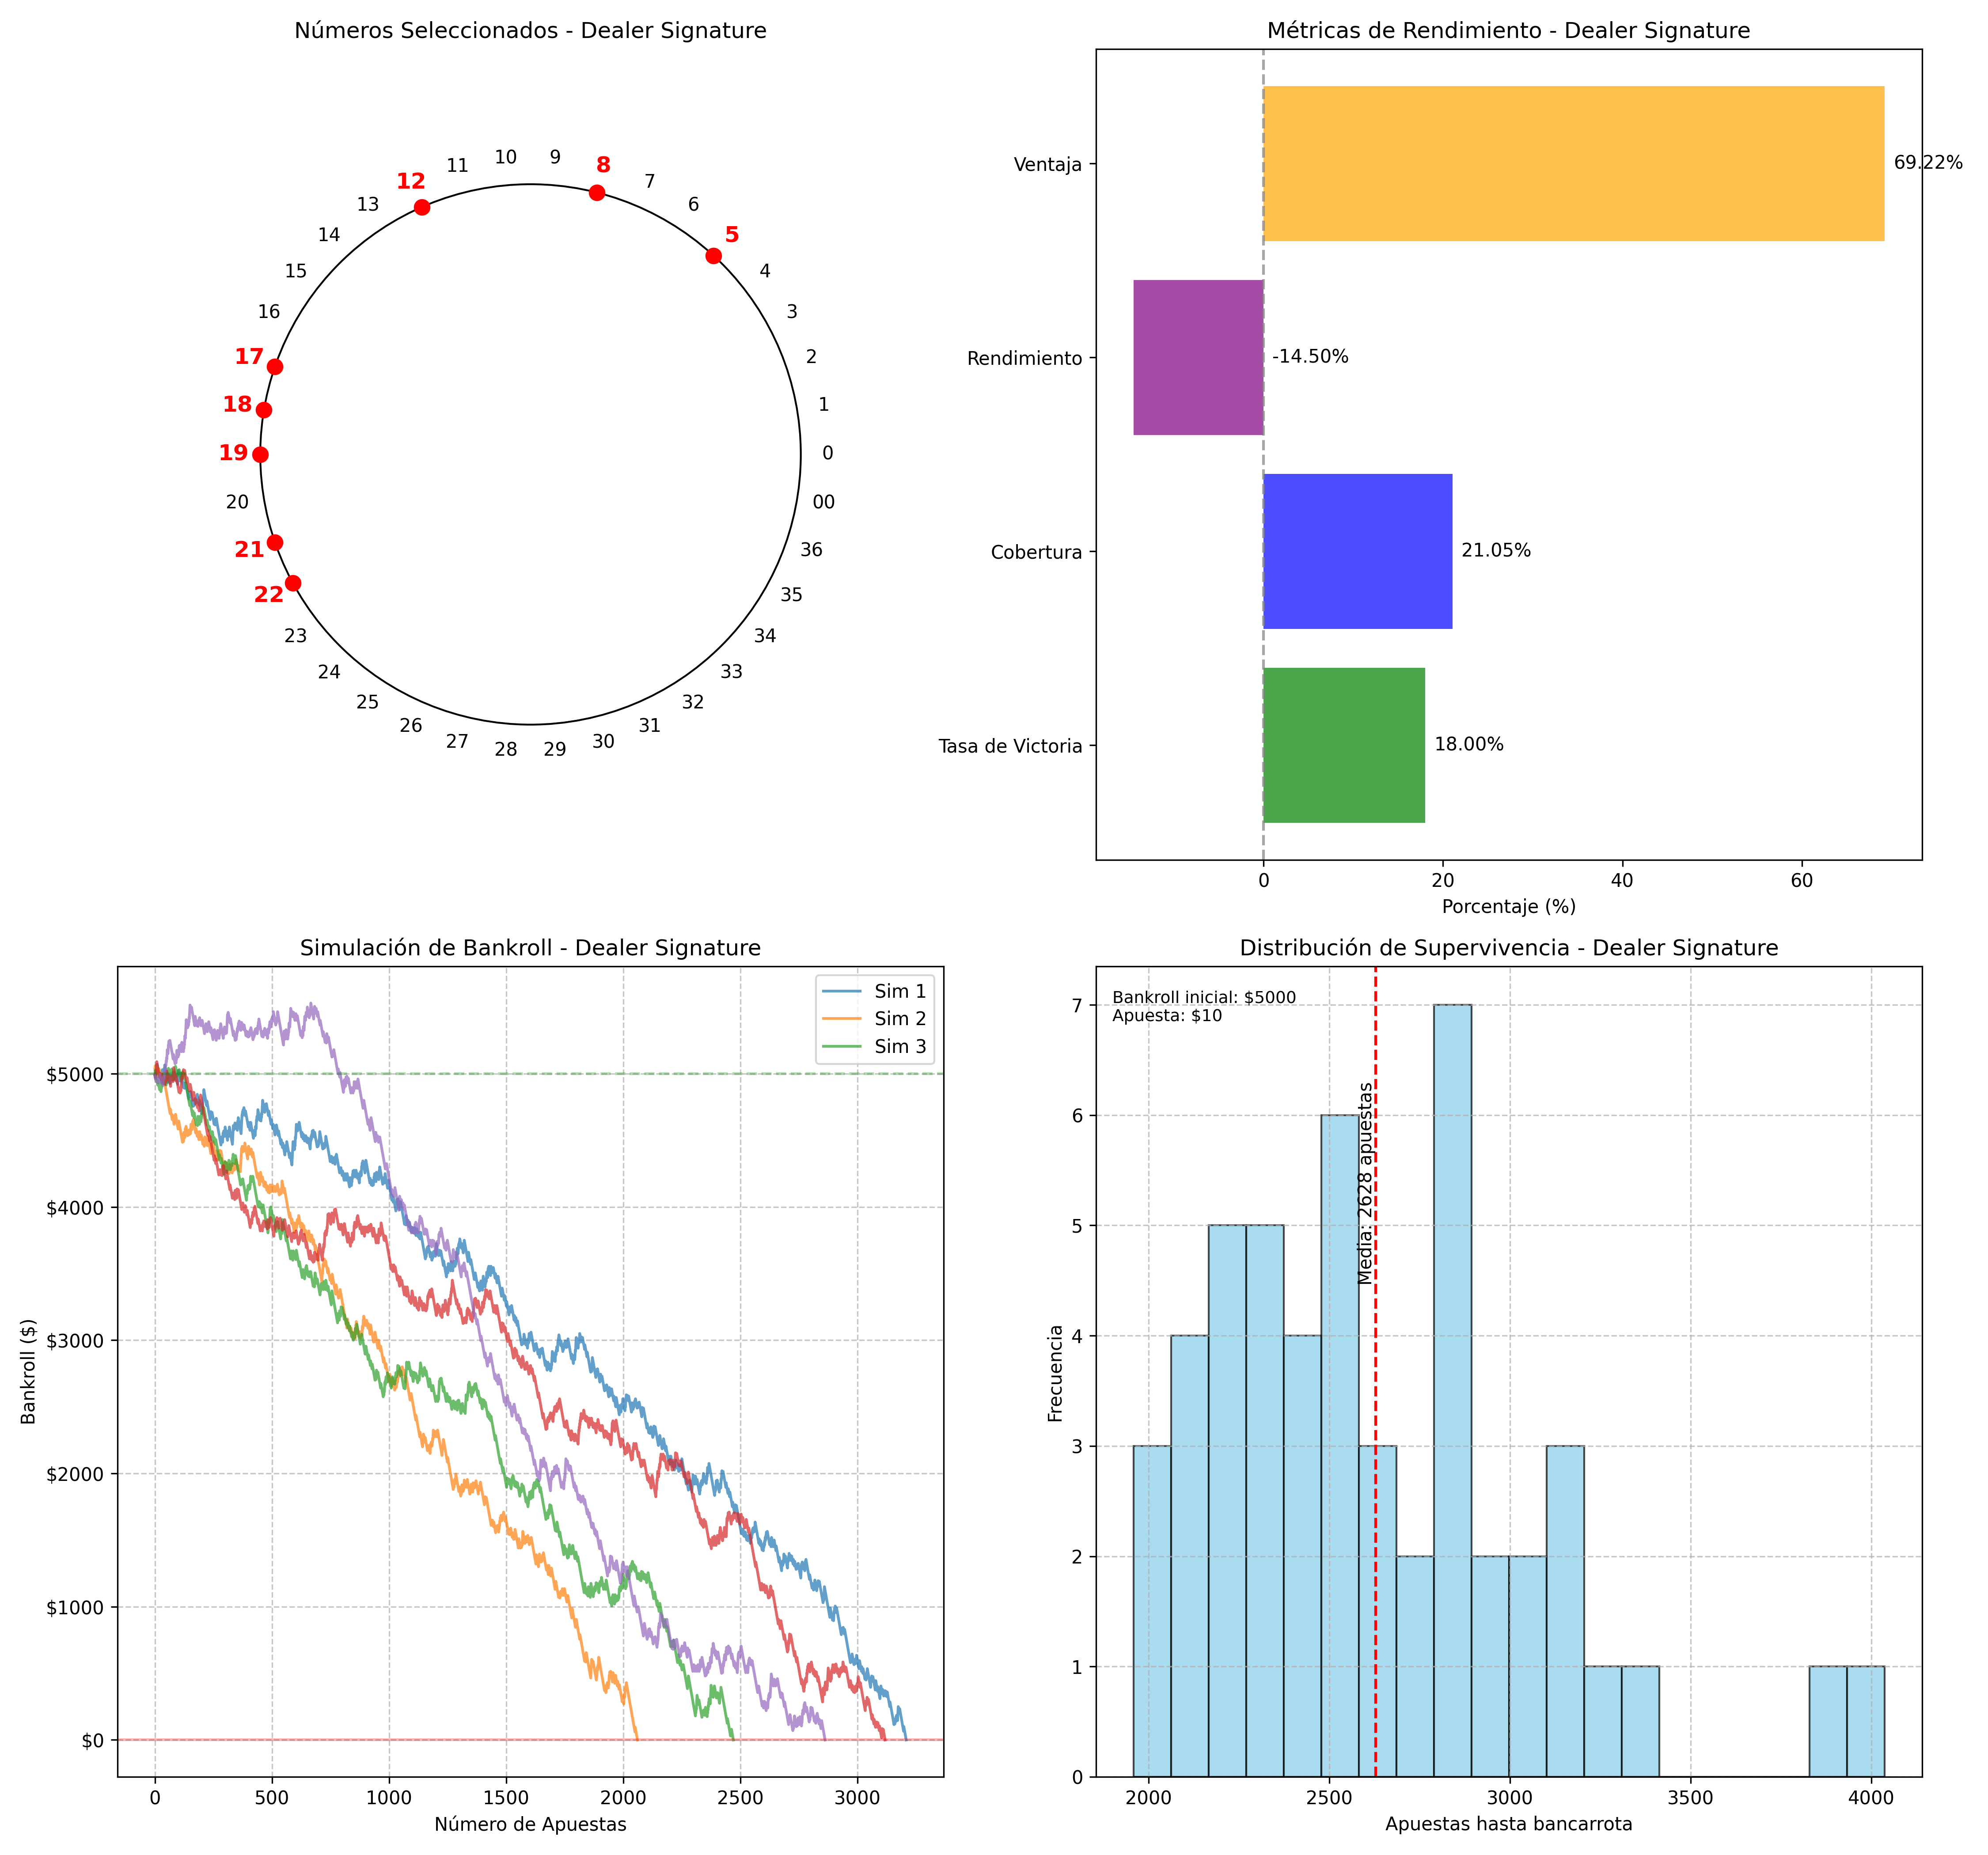 Números Seleccionados - Dealer Signature
0
1
2
3
4
5
6
7
8
9
10
11
12
13
14
15
16
17
18
19
20
21
22
23
24
25
26
27
28
29
30
31
32
33
34
35
36
00
Métricas de Rendimiento - Dealer Signature
Ventaja
69.22%
Rendimiento
-14.50%
Cobertura
21.05%
Tasa de Victoria
18.00%
0 20 40 60
Porcentaje (%)
Simulación de Bankroll - Dealer Signature
Sim 1
Sim 2
Sim 3
Bankroll ($)
$5000
$4000
$3000
$2000
$1000
$0
0 500 1000 1500 2000 2500 3000
Número de Apuestas
Distribución de Supervivencia - Dealer Signature
Bankroll inicial: $5000
Apuesta: $10
Media: 2628 apuestas
Frecuencia
7
6
5
4
3
2
1
0
2000 2500 3000 3500 4000
Apuestas hasta bancarrota